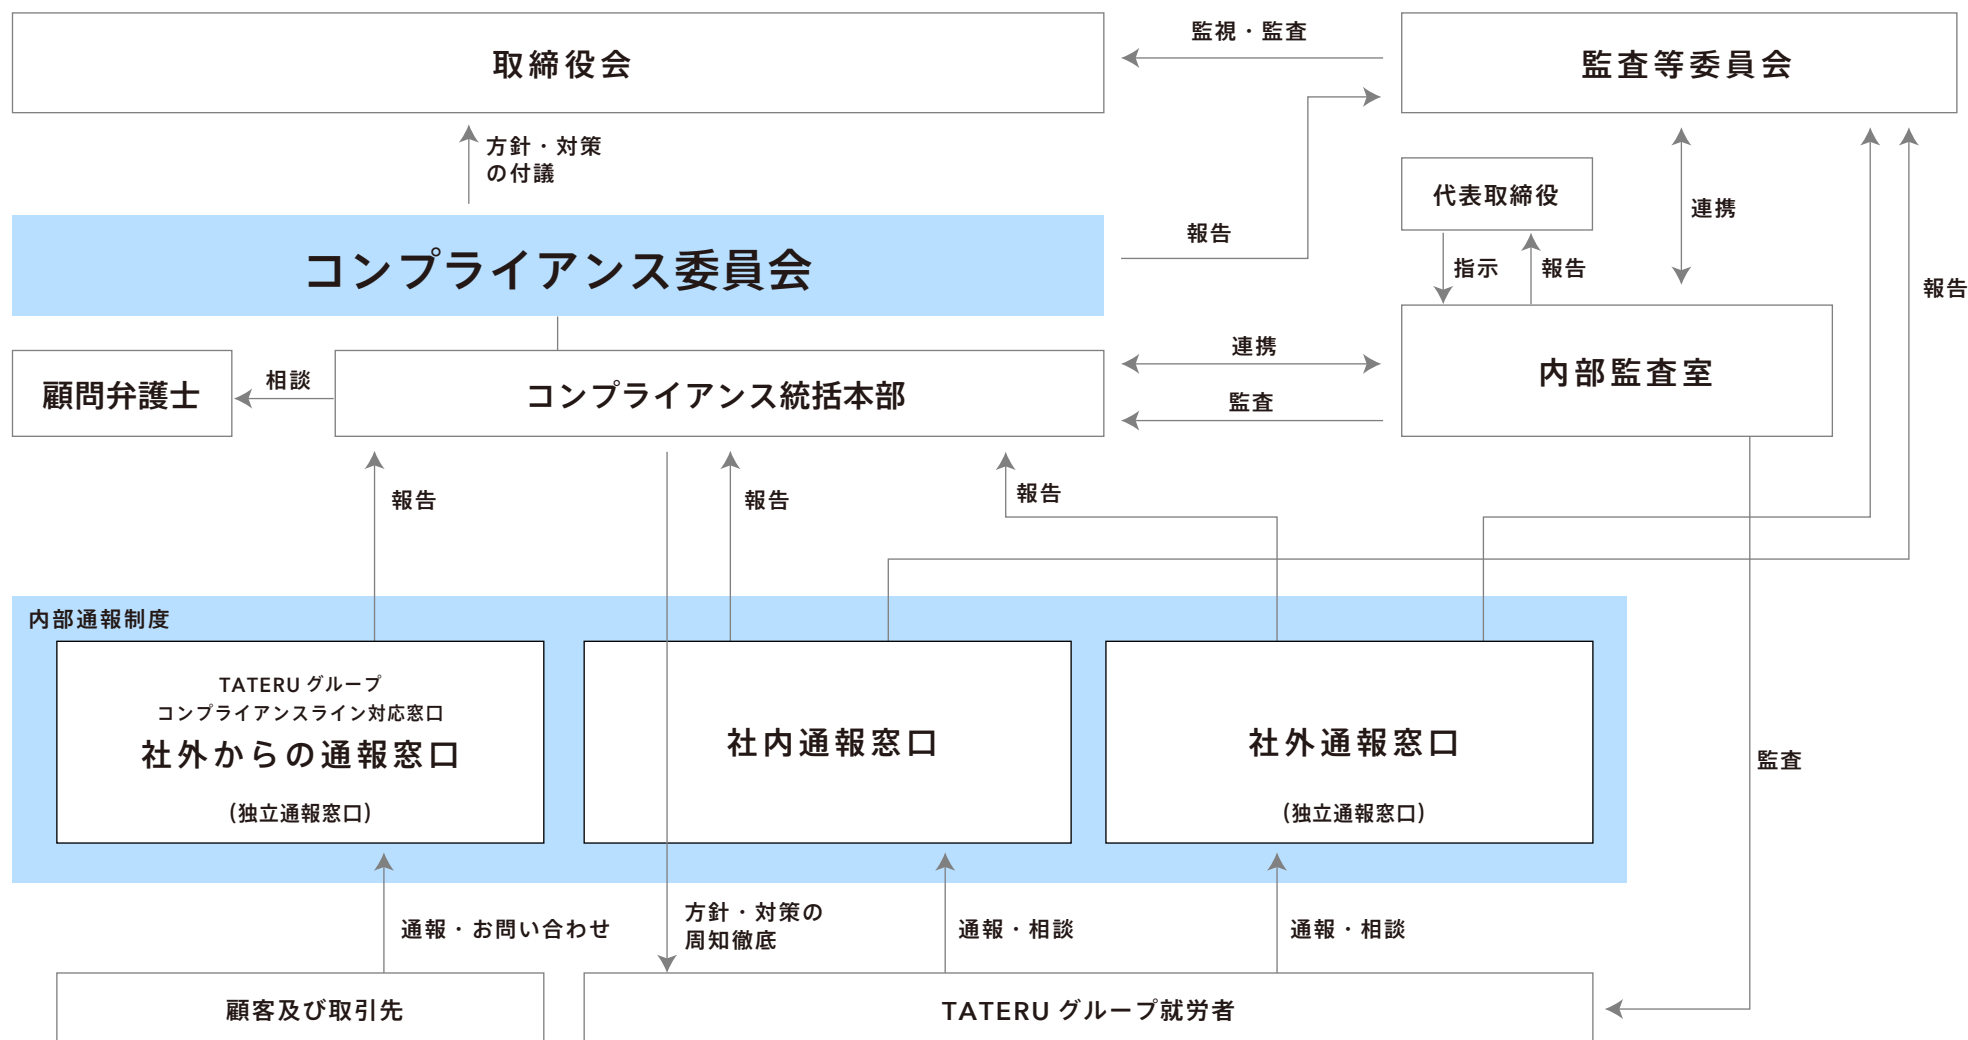 取締役会
監視・監査
監査等委員会
方針・対策
の付議
代表取締役
連携
コンプライアンス委員会
報告
指示
報告
報告
顧問弁護士
相談
コンプライアンス統括本部
連携
監査
内部監査室
報告
報告
報告
内部通報制度
TATERU グループ
コンプライアンスライン対応窓口
社外からの通報窓口
(独立通報窓口)
社内通報窓口
社外通報窓口
(独立通報窓口)
監査
通報・お問い合わせ
方針・対策の
周知徹底
通報・相談
通報・相談
顧客及び取引先
TATERU グループ就労者